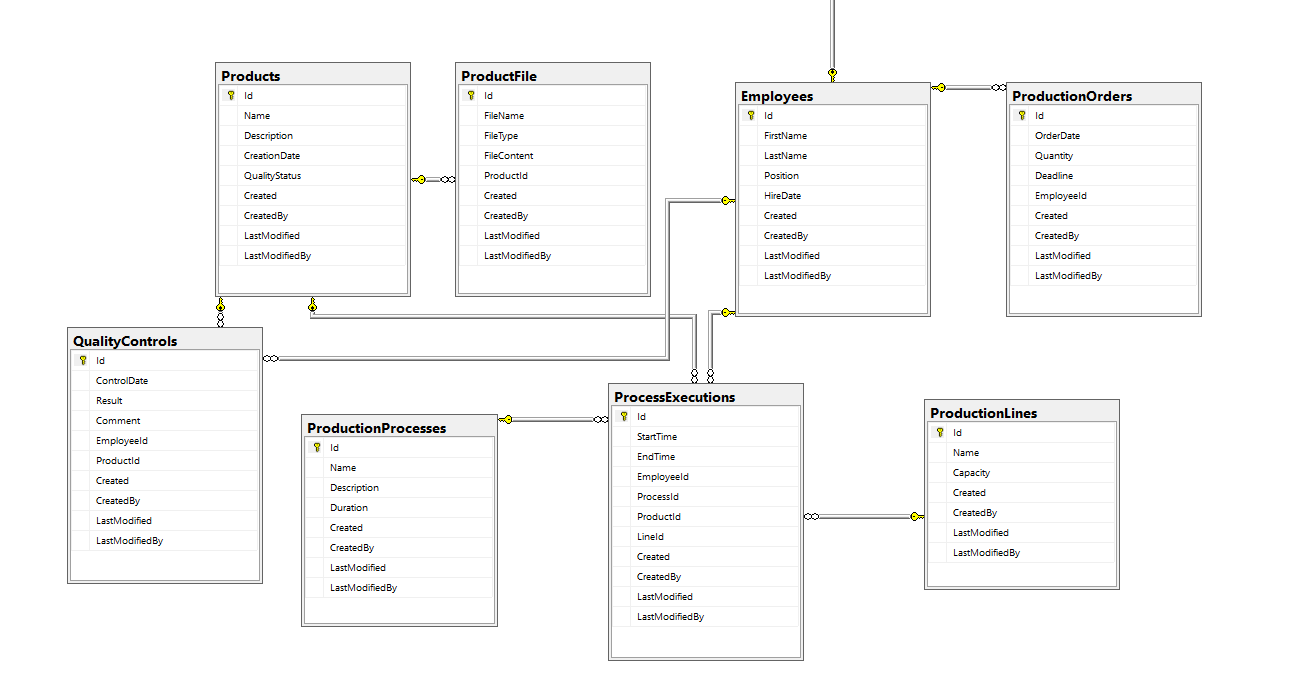 Products
Id
Name
Description
CreationDate
QualityStatus
Created
CreatedBy
LastModified
LastModifiedBy
ProductFile
Id
FileName
FileType
FileContent
ProductId
Created
CreatedBy
LastModified
LastModifiedBy
Employees
Id
FirstName
LastName
Position
HireDate
Created
CreatedBy
LastModified
LastModifiedBy
ProductionOrders
Id
OrderDate
Quantity
Deadline
EmployeeId
Created
CreatedBy
LastModified
LastModifiedBy
QualityControls
Id
ControlDate
Result
Comment
EmployeeId
ProductId
Created
CreatedBy
LastModified
LastModifiedBy
ProductionProcesses
Id
Name
Description
Duration
Created
CreatedBy
LastModified
LastModifiedBy
ProcessExecutions
Id
StartTime
EndTime
EmployeeId
ProcessId
ProductId
LineId
Created
CreatedBy
LastModified
LastModifiedBy
ProductionLines
Id
Name
Capacity
Created
CreatedBy
LastModified
LastModifiedBy